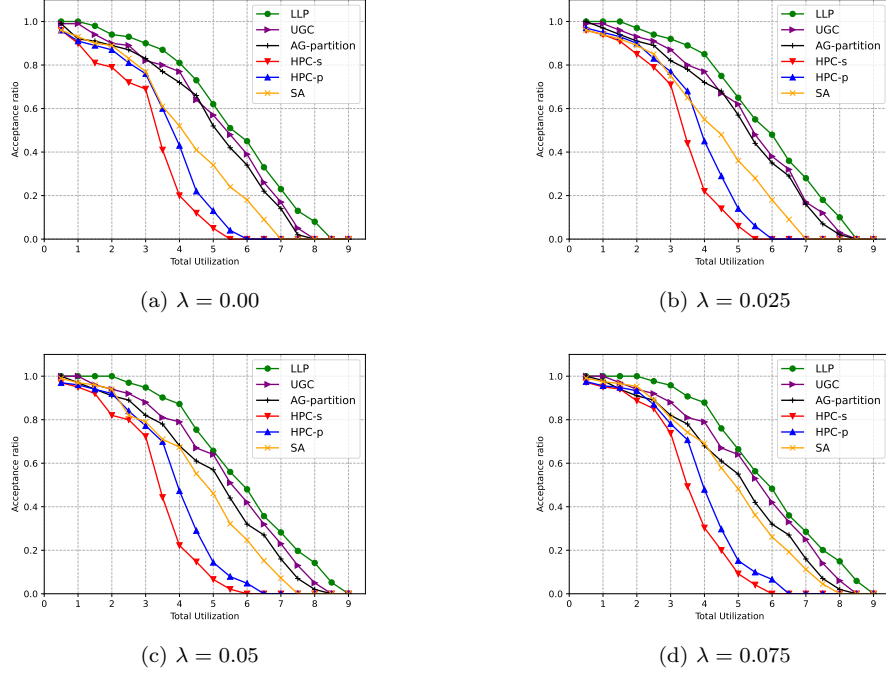 1.0
0.8
0.6
0.4
0.2
0.0
Acceptance ratio
0 1 2 3 4 5 6 7 8 9
Total Utilization
LLP
UGC
AG-partition
HPC-s
HPC-p
SA
(a) λ = 0.00
1.0
0.8
0.6
0.4
0.2
0.0
Acceptance ratio
0 1 2 3 4 5 6 7 8 9
Total Utilization
LLP
UGC
AG-partition
HPC-s
HPC-p
SA
(b) λ = 0.025
1.0
0.8
0.6
0.4
0.2
0.0
Acceptance ratio
0 1 2 3 4 5 6 7 8 9
Total Utilization
LLP
UGC
AG-partition
HPC-s
HPC-p
SA
(c) λ = 0.05
1.0
0.8
0.6
0.4
0.2
0.0
Acceptance ratio
0 1 2 3 4 5 6 7 8 9
Total Utilization
LLP
UGC
AG-partition
HPC-s
HPC-p
SA
(d) λ = 0.075